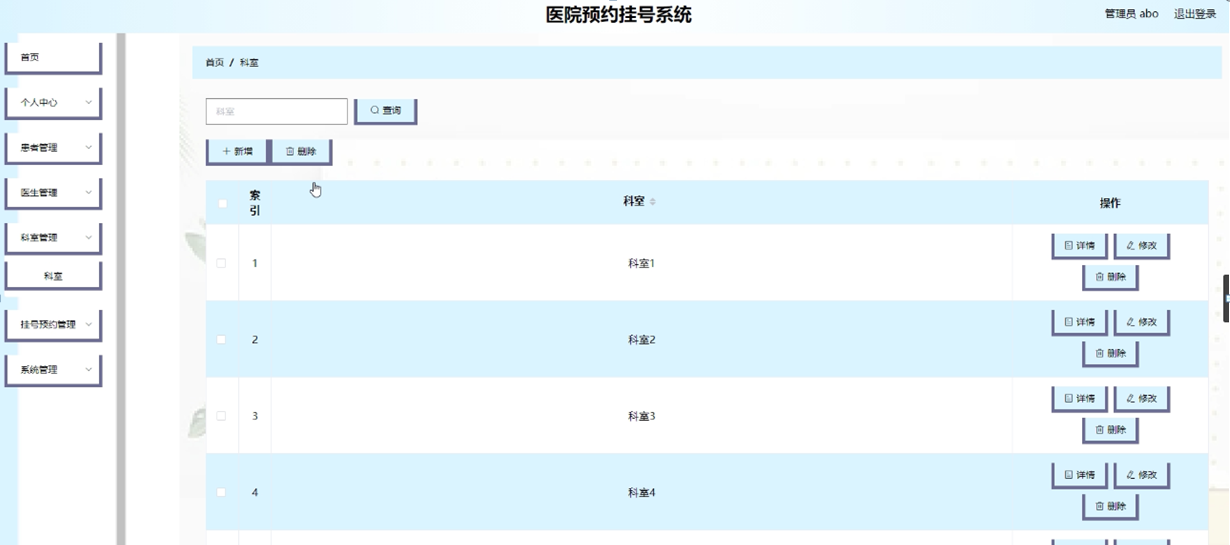 医院预约挂号系统
管理员 abo 退出登录
首页
个人中心
患者管理
医生管理
科室管理
科室
挂号预约管理
系统管理
首页 / 科室
科室 查询
新增 删除
索引 科室 操作
1 科室1 详情 修改 删除
2 科室2 详情 修改 删除
3 科室3 详情 修改 删除
4 科室4 详情 修改 删除